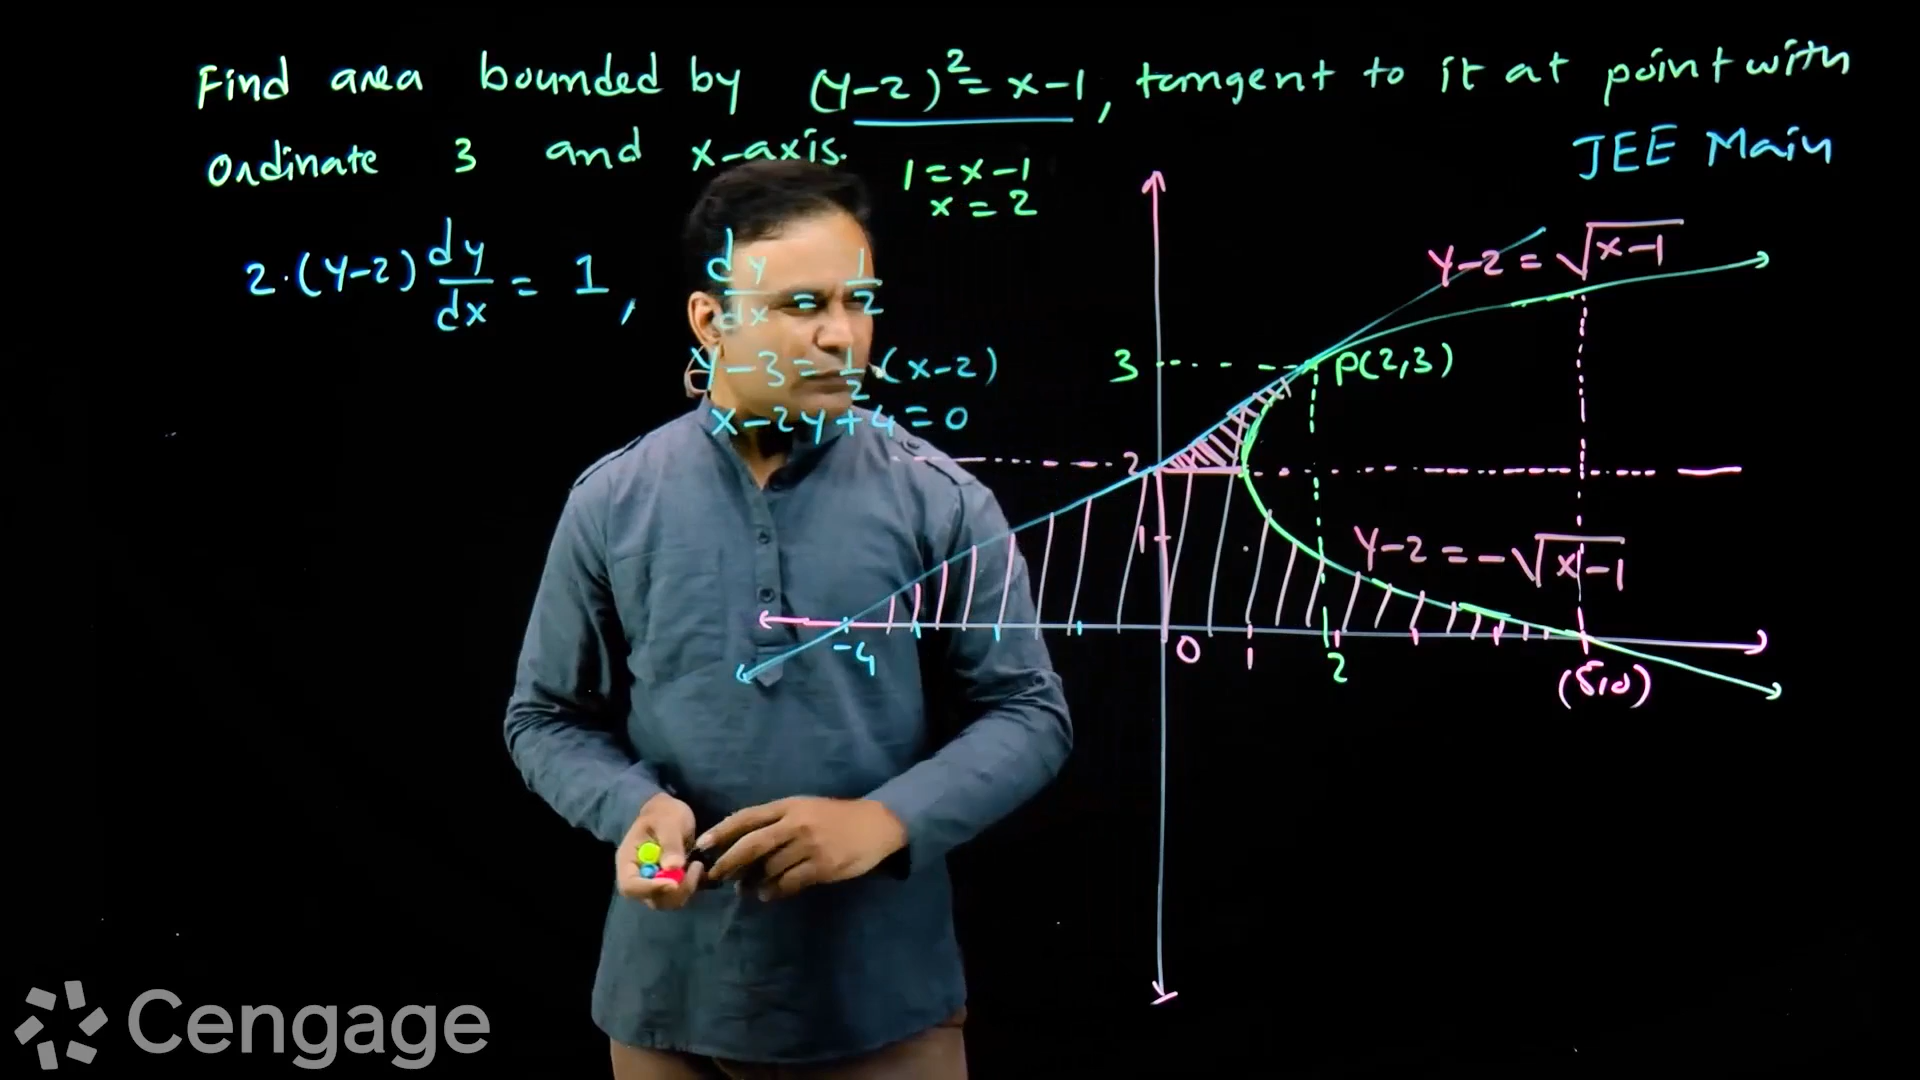 Find area bounded by (y-2)²= x-1, tangent to it at point with
ordinate 3 and x-axis.
JEE Main
1 = x-1
x = 2
2·(y-2) dy/dx = 1, dy/dx = 1/2
y-3 = 1/2 (x-2)
x-2y+4=0
y-2 = √(x-1)
3
P(2,3)
2
1
y-2 = -√(x-1)
-4
0
1
2
(5,0)
Cengage